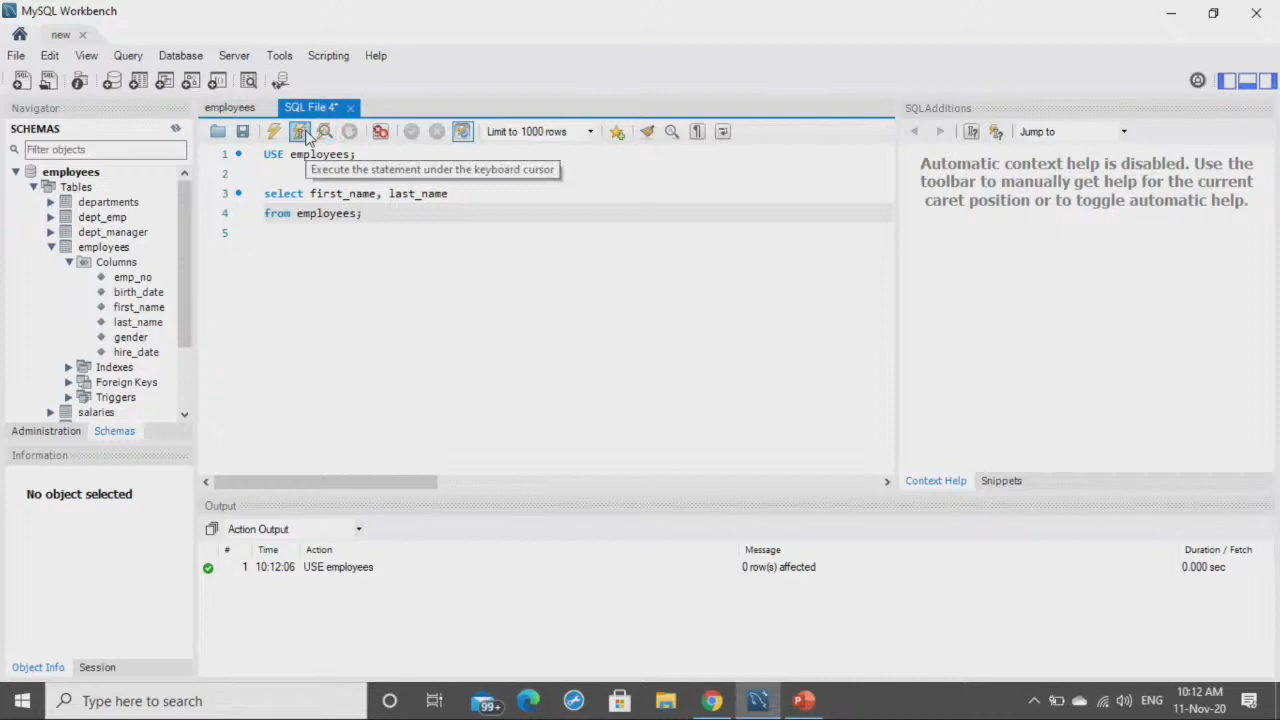 MySQL Workbench
new
File Edit View Query Database Server Tools Scripting Help
Navigator
SCHEMAS
Filter objects
employees
Tables
departments
dept_emp
dept_manager
employees
Columns
emp_no
birth_date
first_name
last_name
gender
hire_date
Indexes
Foreign Keys
Triggers
salaries
Administration Schemas
Information
No object selected
Object Info Session
employees SQL File 4*
Limit to 1000 rows
1 USE employees;
Execute the statement under the keyboard cursor
2
3 select first_name, last_name
4 from employees;
5
SQLAdditions
Jump to
Automatic context help is disabled. Use the
toolbar to manually get help for the current
caret position or to toggle automatic help.
Context Help Snippets
Output
Action Output
# Time Action Message Duration / Fetch
1 10:12:06 USE employees 0 row(s) affected 0.000 sec
Type here to search
99+
ENG
10:12 AM
11-Nov-20